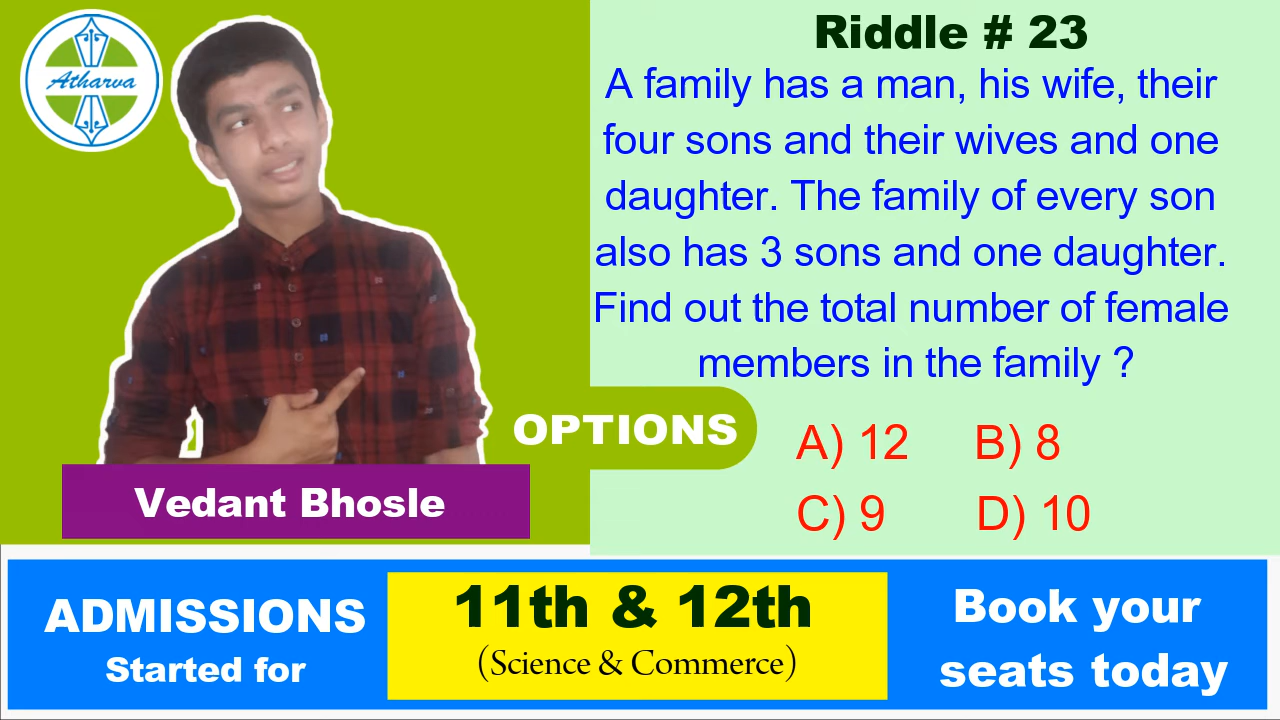 Atharva
Riddle # 23
A family has a man, his wife, their
four sons and their wives and one
daughter. The family of every son
also has 3 sons and one daughter.
Find out the total number of female
members in the family ?
OPTIONS
A) 12 B) 8
C) 9 D) 10
Vedant Bhosle
ADMISSIONS
Started for
11th & 12th
(Science & Commerce)
Book your
seats today